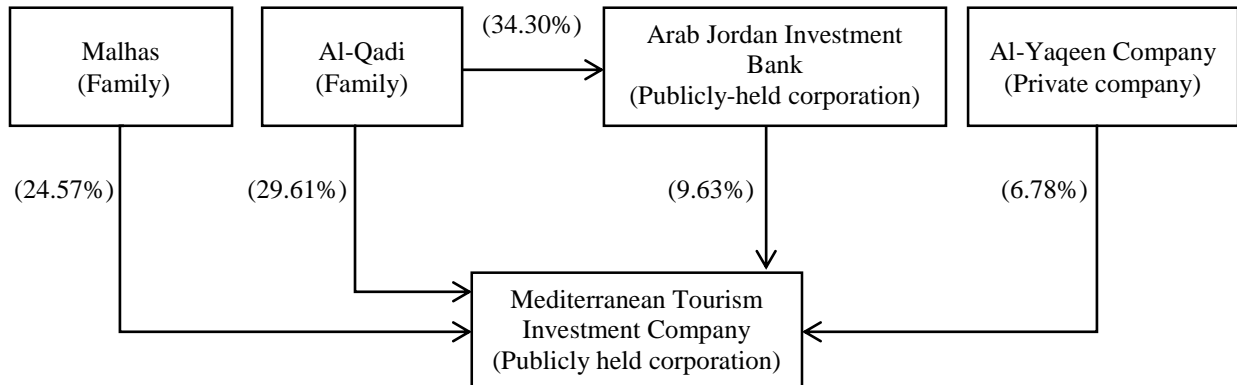 (34.30%)
Malhas
(Family)
Al-Qadi
(Family)
Arab Jordan Investment
Bank
(Publicly-held corporation)
Al-Yaqeen Company
(Private company)
(24.57%)
(29.61%)
(9.63%)
(6.78%)
Mediterranean Tourism
Investment Company
(Publicly held corporation)